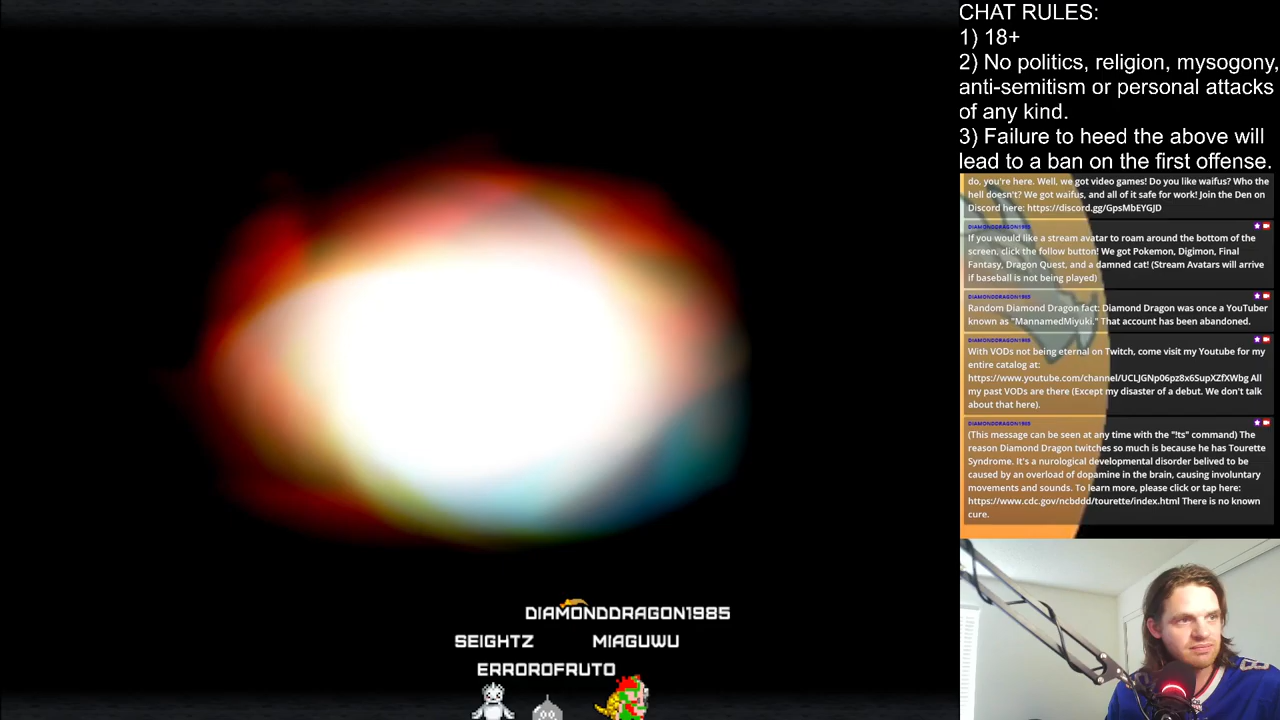 CHAT RULES:
1) 18+
2) No politics, religion, mysogony,
anti-semitism or personal attacks
of any kind.
3) Failure to heed the above will
lead to a ban on the first offense.
do, you're here. Well, we got video games! Do you like waifus? Who the
hell doesn't? We got waifus, and all of it safe for work! Join the Den on
Discord here: https://discord.gg/GpsMbEYGJD
DIAMONDDRAGON1985
If you would like a stream avatar to roam around the bottom of the
screen, click the follow button! We got Pokemon, Digimon, Final
Fantasy, Dragon Quest, and a damned cat! (Stream Avatars will arrive
if baseball is not being played)
DIAMONDDRAGON1985
Random Diamond Dragon fact: Diamond Dragon was once a YouTuber
known as "MannamedMiyuki." That account has been abandoned.
DIAMONDDRAGON1985
With VODs not being eternal on Twitch, come visit my Youtube for my
entire catalog at:
https://www.youtube.com/channel/UCLJGNp06pz8x6SupXZfXWbg All
my past VODs are there (Except my disaster of a debut. We don't talk
about that here).
DIAMONDDRAGON1985
(This message can be seen at any time with the "!ts" command) The
reason Diamond Dragon twitches so much is because he has Tourette
Syndrome. It's a nurological developmental disorder belived to be
caused by an overload of dopamine in the brain, causing involuntary
movements and sounds. To learn more, please click or tap here:
https://www.cdc.gov/ncbddd/tourette/index.html There is no known
cure.
DIAMONDDRAGON1985
SEIGHTZ MIAGUWU
ERROROFRUTO